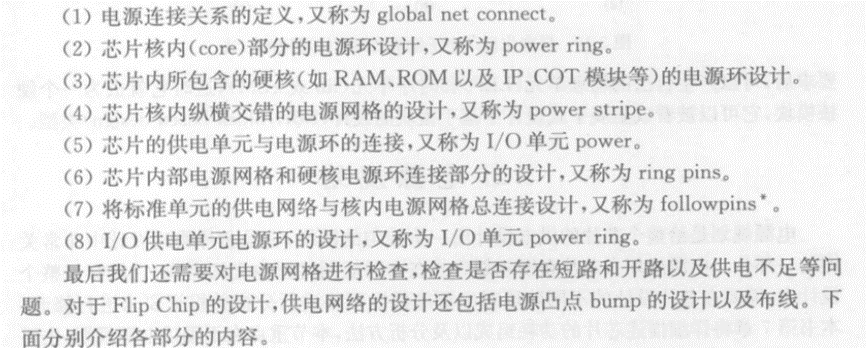 (1) 电源连接关系的定义,又称为 global net connect。
(2) 芯片核内(core)部分的电源环设计,又称为 power ring。
(3) 芯片内所包含的硬核(如 RAM、ROM 以及 IP、COT 模块等)的电源环设计。
(4) 芯片核内纵横交错的电源网格的设计,又称为 power stripe。
(5) 芯片的供电单元与电源环的连接,又称为 I/O 单元 power。
(6) 芯片内部电源网格和硬核电源环连接部分的设计,又称为 ring pins。
(7) 将标准单元的供电网络与核内电源网格总连接设计,又称为 followpins*。
(8) I/O 供电单元电源环的设计,又称为 I/O 单元 power ring。
最后我们还需要对电源网格进行检查,检查是否存在短路和开路以及供电不足等问
题。对于 Flip Chip 的设计,供电网络的设计还包括电源凸点 bump 的设计以及布线。下
面分别介绍各部分的内容。